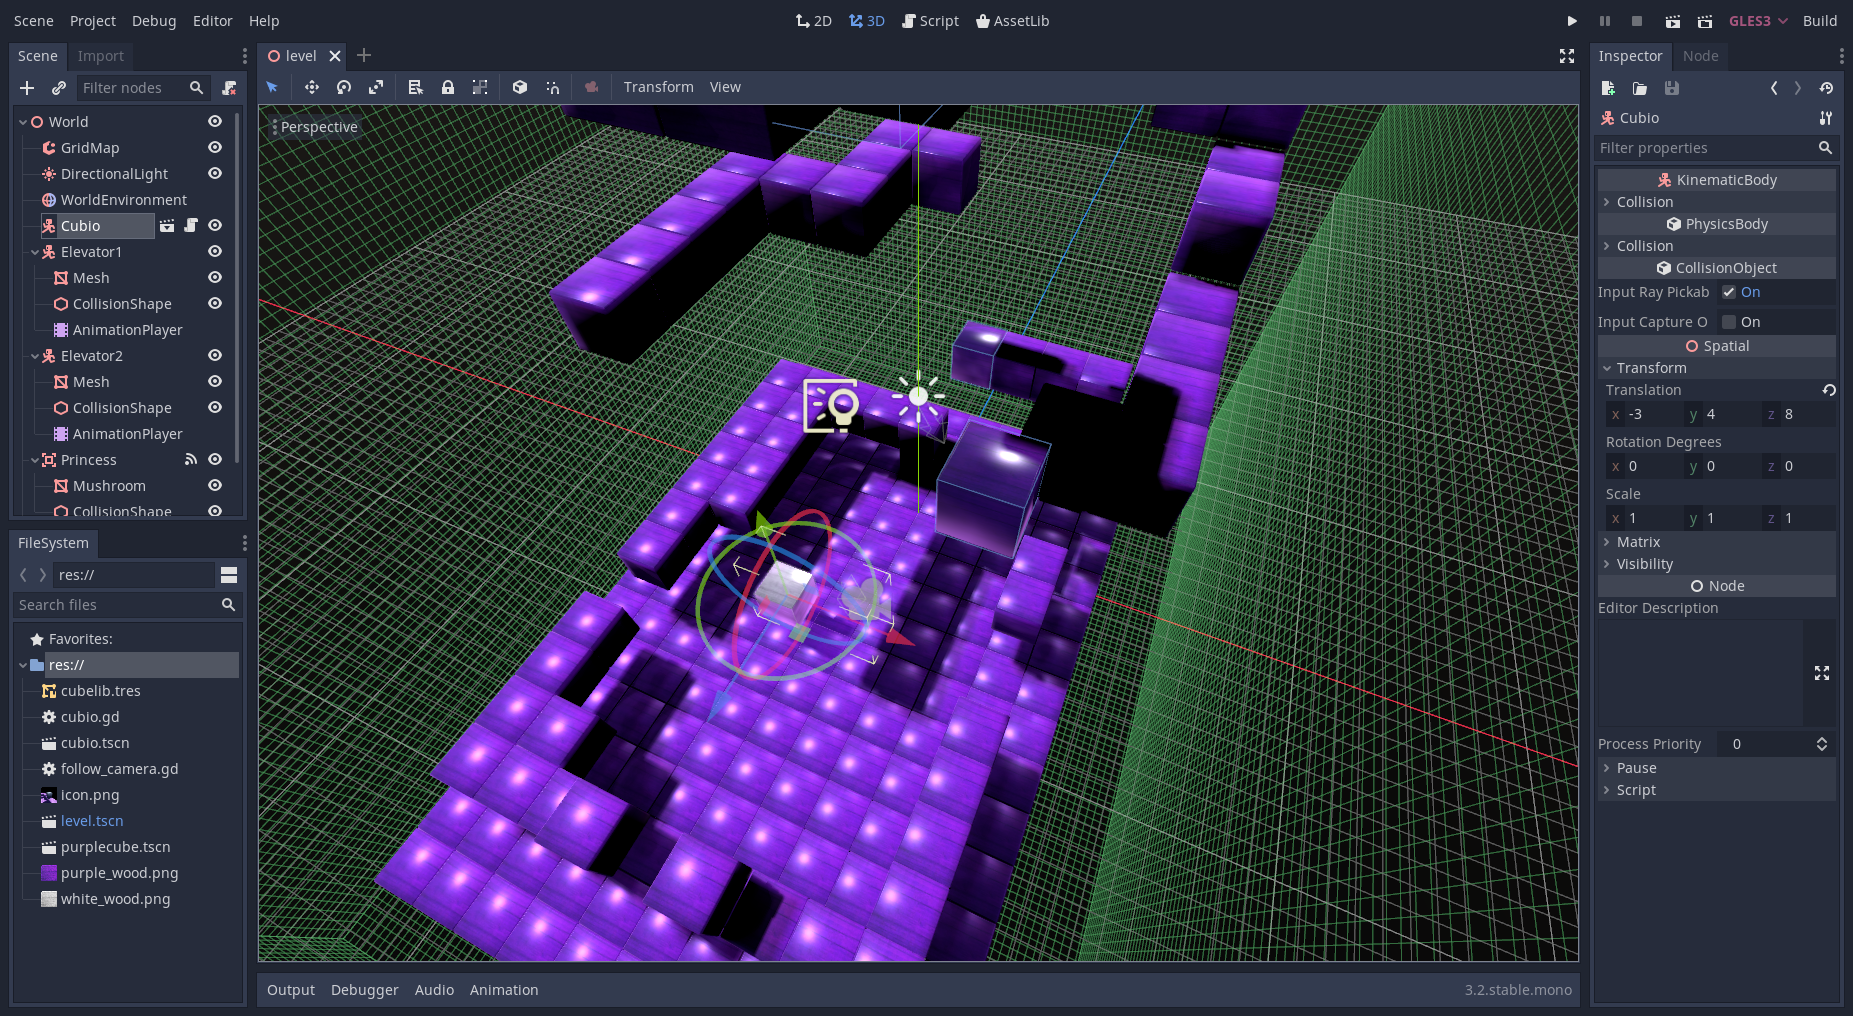 Scene Project Debug Editor Help 2D 3D Script AssetLib GLES3 Build
Scene Import
Filter nodes
World
GridMap
DirectionalLight
WorldEnvironment
Cubio
Elevator1
Mesh
CollisionShape
AnimationPlayer
Elevator2
Mesh
CollisionShape
AnimationPlayer
Princess
Mushroom
CollisionShape
FileSystem
res://
Search files
Favorites:
res://
cubelib.tres
cubio.gd
cubio.tscn
follow_camera.gd
icon.png
level.tscn
purplecube.tscn
purple_wood.png
white_wood.png
level
Transform View
Perspective
Output Debugger Audio Animation 3.2.stable.mono
Inspector Node
Cubio
Filter properties
KinematicBody
Collision
PhysicsBody
Collision
CollisionObject
Input Ray Pickab On
Input Capture O On
Spatial
Transform
Translation
x -3 y 4 z 8
Rotation Degrees
x 0 y 0 z 0
Scale
x 1 y 1 z 1
Matrix
Visibility
Node
Editor Description
Process Priority 0
Pause
Script